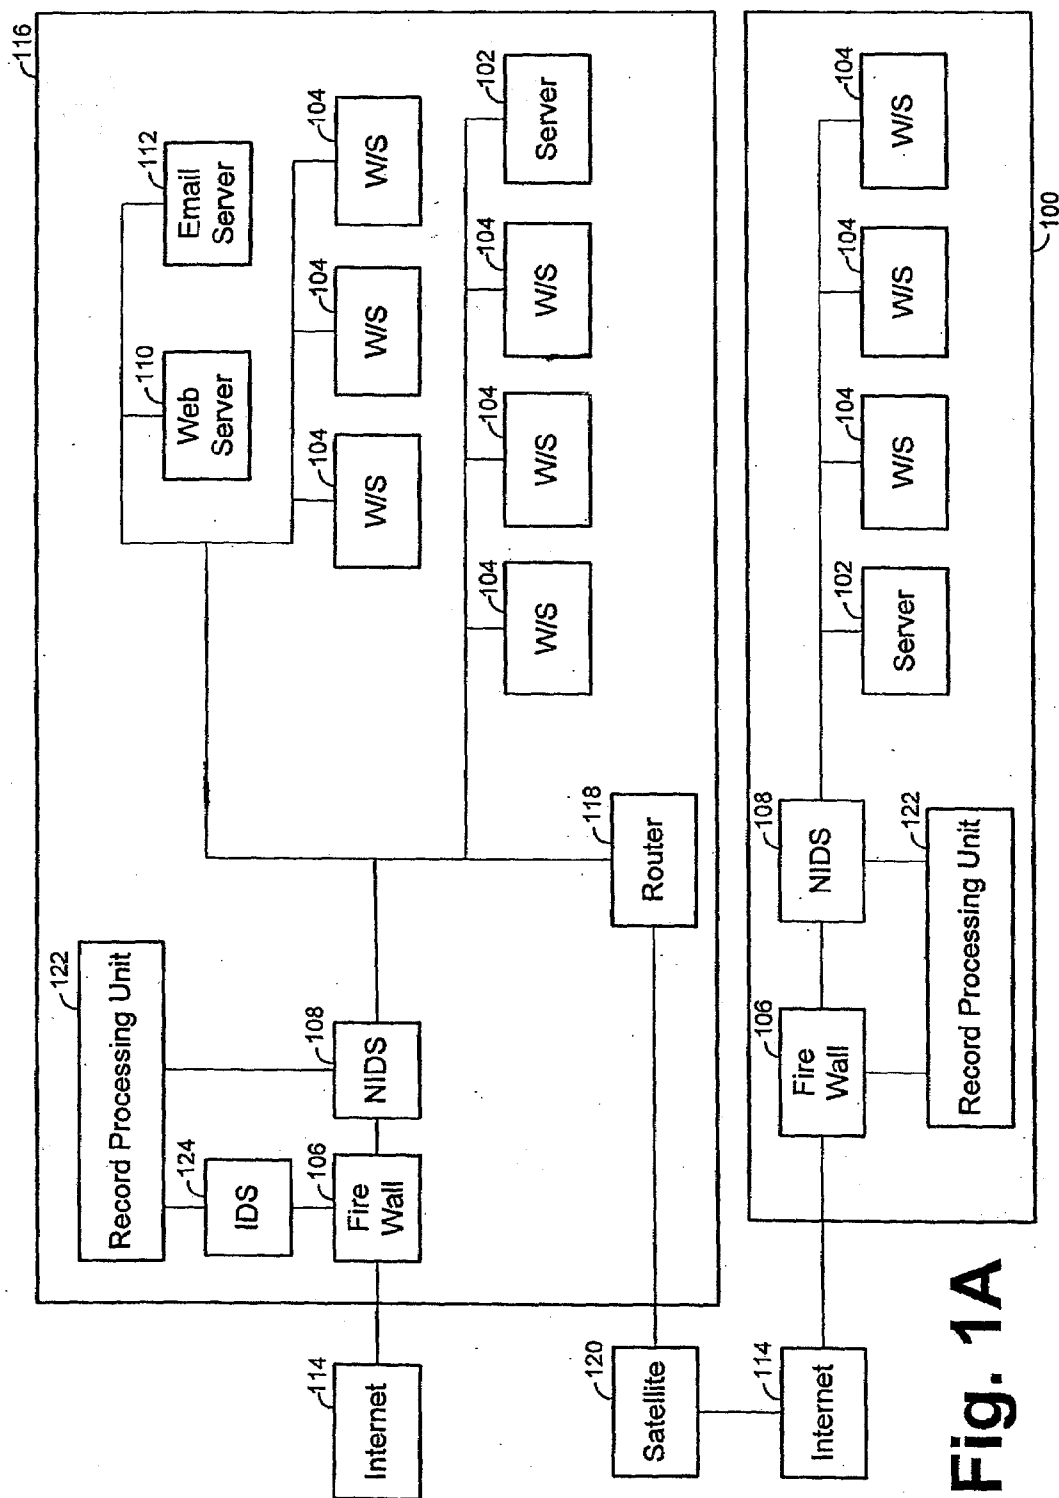 116
122
Record Processing Unit
124
IDS
110
Web
Server
112
Email
Server
114
Internet
106
Fire
Wall
108
NIDS
104
W/S
104
W/S
104
W/S
104
W/S
104
W/S
104
W/S
102
Server
120
Satellite
118
Router
114
Internet
106
Fire
Wall
108
NIDS
102
Server
104
W/S
104
W/S
104
W/S
122
Record Processing Unit
100
Fig. 1A